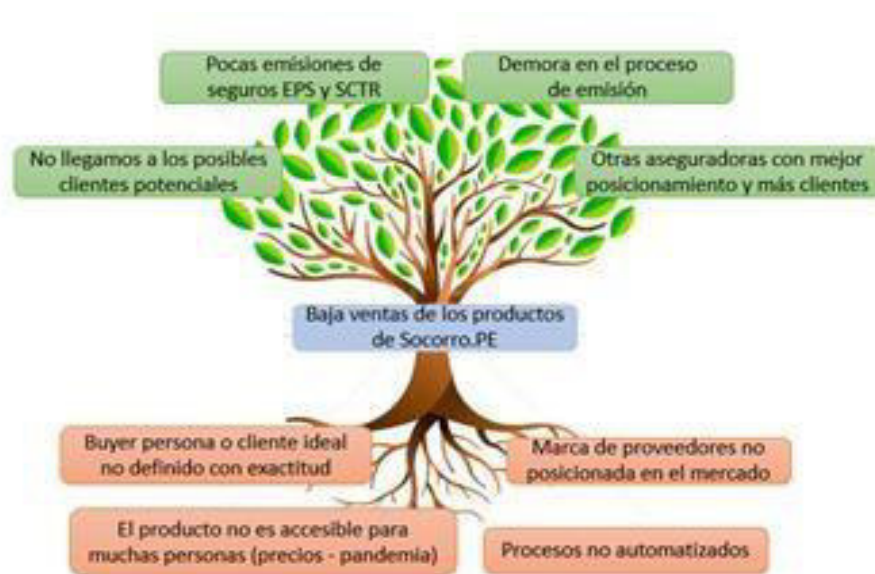 Pocas emisiones de
seguros EPS y SCTR
Demora en el proceso
de emisión
No llegamos a los posibles
clientes potenciales
Otras aseguradoras con mejor
posicionamiento y más clientes
Baja ventas de los productos
de Socorro.PE
Buyer persona o cliente ideal
no definido con exactitud
Marca de proveedores no
posicionada en el mercado
El producto no es accesible para
muchas personas (precios - pandemia)
Procesos no automatizados